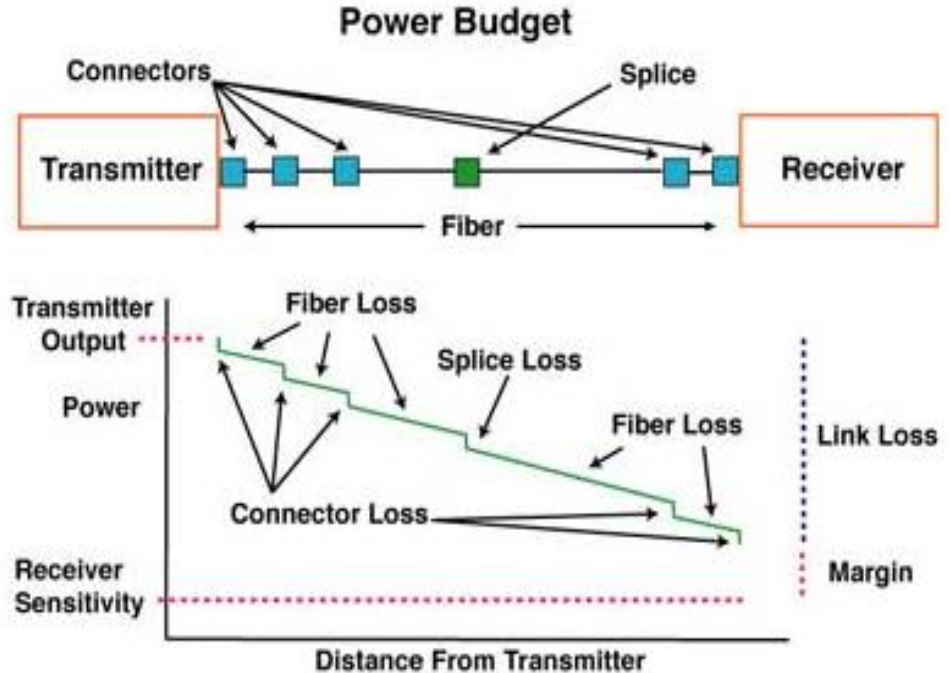 Power Budget
Connectors
Splice
Transmitter
Receiver
Fiber
Transmitter
Output
Fiber Loss
Splice Loss
Power
Fiber Loss
Link Loss
Connector Loss
Receiver
Sensitivity
Margin
Distance From Transmitter